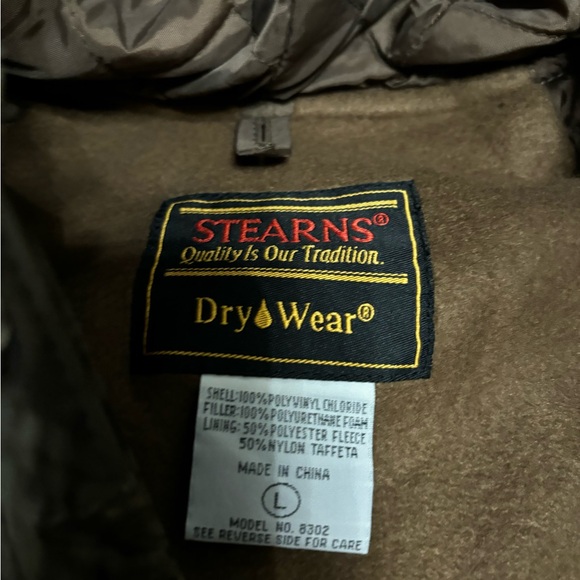 STEARNS®
Quality Is Our Tradition.
Dry Wear®
SHELL: 100% POLYVINYL CHLORIDE
FILLER: 100% POLYURETHANE FOAM
LINING: 50% POLYESTER FLEECE
50% NYLON TAFFETA
MADE IN CHINA
L
MODEL NO. 8302
SEE REVERSE SIDE FOR CARE